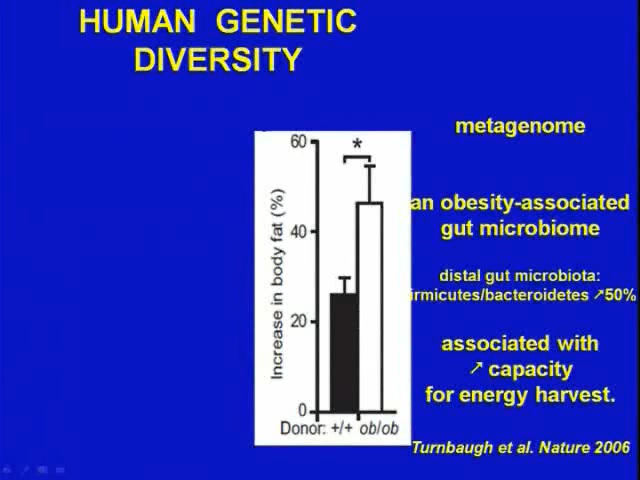 HUMAN GENETIC
DIVERSITY
metagenome
an obesity-associated
gut microbiome
distal gut microbiota:
irmicutes/bacteroidetes ↗50%
associated with
↗ capacity
for energy harvest.
Turnbaugh et al. Nature 2006
Increase in body fat (%)
60
40
20
0
*
Donor: +/+ ob/ob